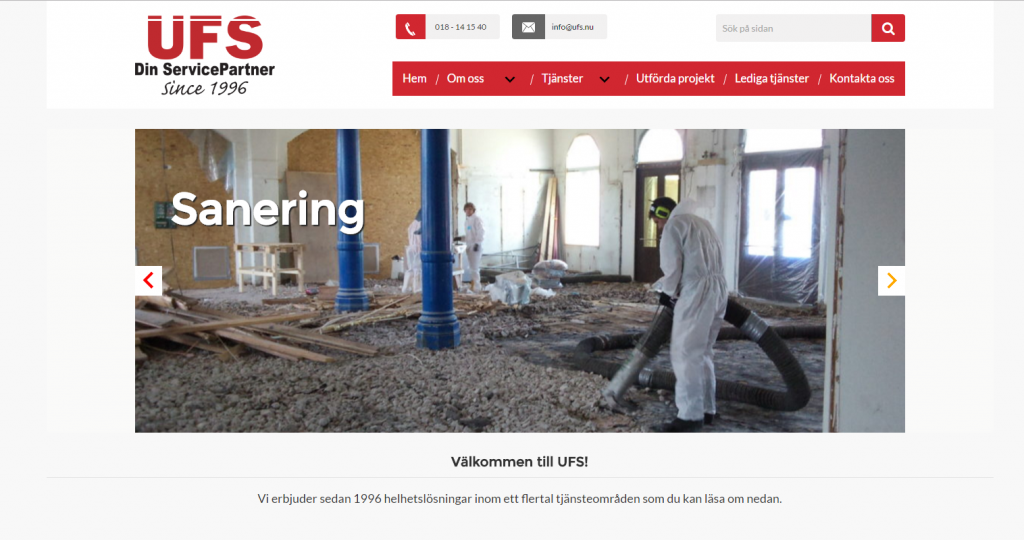 UFS
Din ServicePartner
Since 1996
018 - 14 15 40
info@ufs.nu
Sök på sidan
Hem / Om oss / Tjänster / Utförda projekt / Lediga tjänster / Kontakta oss
Sanering
Välkommen till UFS!
Vi erbjuder sedan 1996 helhetslösningar inom ett flertal tjänsteområden som du kan läsa om nedan.